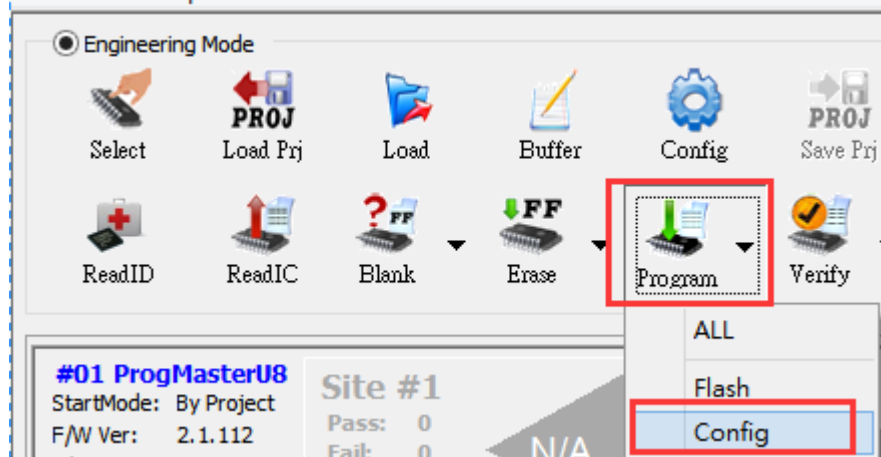 Engineering Mode
PROJ PROJ
Select Load Prj Load Buffer Config Save Prj
? FF FF
ReadID ReadIC Blank Erase Program Verify
ALL
#01 ProgMasterU8 Site #1 Flash
StartMode: By Project Pass: 0 Config
F/W Ver: 2.1.112 Fail: 0 N/A